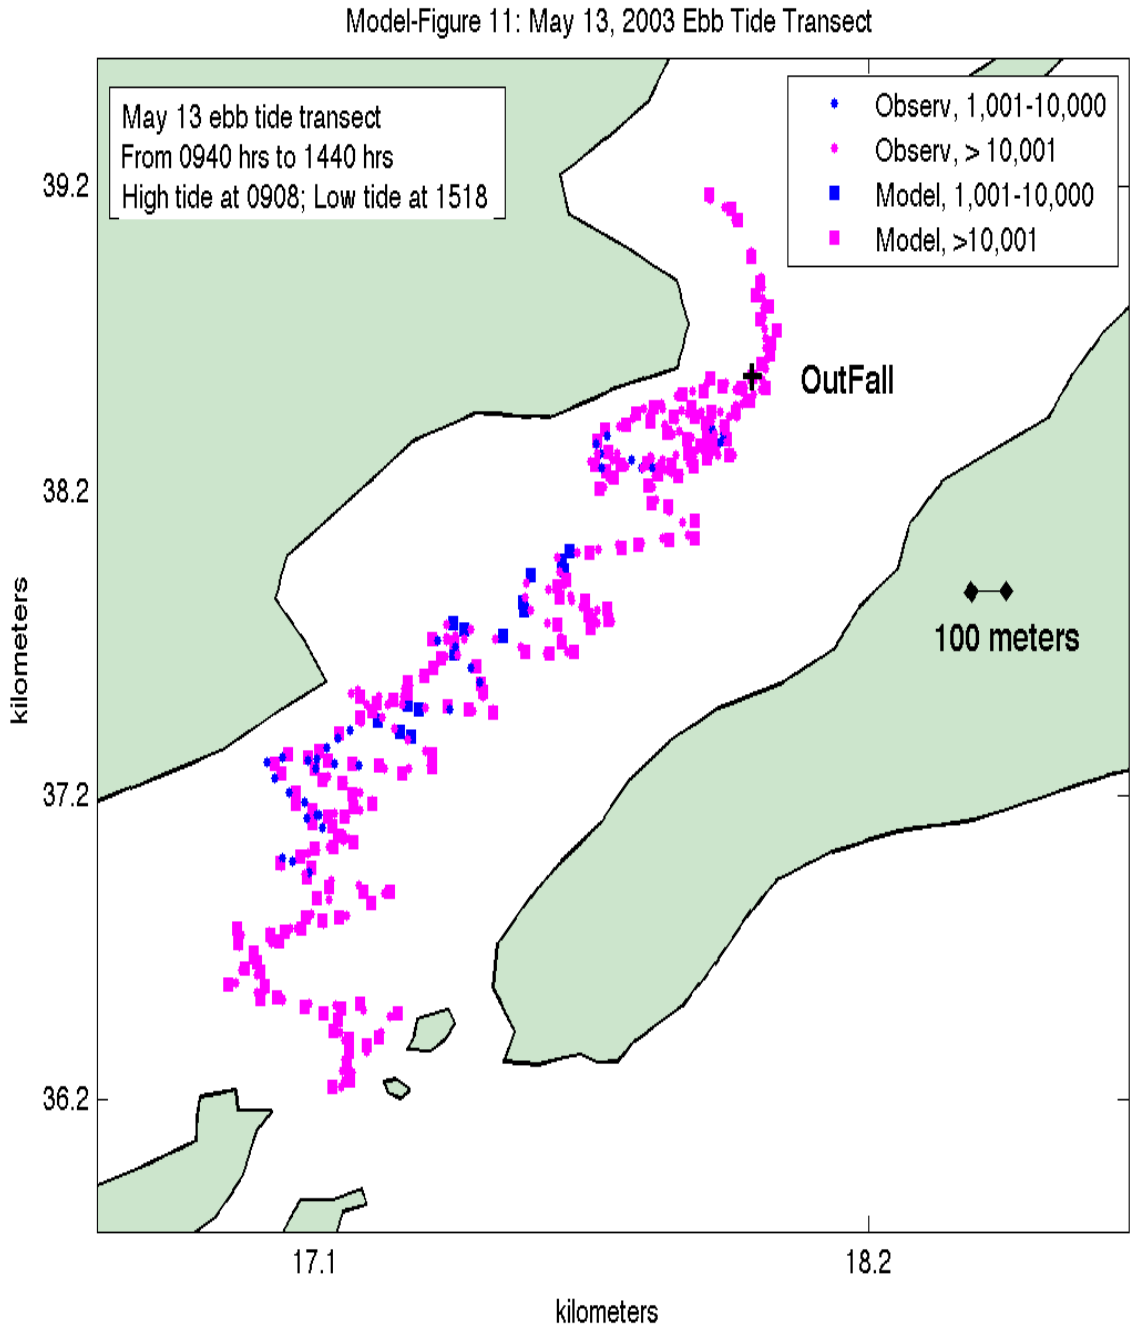 Model-Figure 11: May 13, 2003 Ebb Tide Transect
May 13 ebb tide transect
From 0940 hrs to 1440 hrs
High tide at 0908; Low tide at 1518
Observ, 1,001-10,000
Observ, > 10,001
Model, 1,001-10,000
Model, >10,001
39.2
OutFall
38.2
100 meters
kilometers
37.2
36.2
17.1
18.2
kilometers